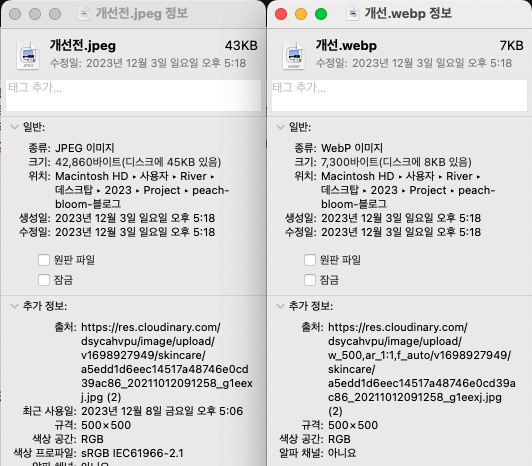 개선전.jpeg 정보
JPEG
개선전.jpeg 43KB
수정일: 2023년 12월 3일 일요일 오후 5:18
태그 추가...
일반:
종류: JPEG 이미지
크기: 42,860바이트(디스크에 45KB 있음)
위치: Macintosh HD ▸ 사용자 ▸ River ▸
데스크탑 ▸ 2023 ▸ Project ▸ peach-
bloom-블로그
생성일: 2023년 12월 3일 일요일 오후 5:18
수정일: 2023년 12월 3일 일요일 오후 5:18
원판 파일
잠금
추가 정보:
출처: https://res.cloudinary.com/
dsycahvpu/image/upload/
v1698927949/skincare/
a5edd1d6eec14517a48746e0cd
39ac86_20211012091258_g1eex
j.jpg (2)
최근 사용일: 2023년 12월 8일 금요일 오후 5:06
규격: 500×500
색상 공간: RGB
색상 프로파일: sRGB IEC61966-2.1
알파 채널: 아니요
개선.webp 정보
WEBP
개선.webp 7KB
수정일: 2023년 12월 3일 일요일 오후 5:18
태그 추가...
일반:
종류: WebP 이미지
크기: 7,300바이트(디스크에 8KB 있음)
위치: Macintosh HD ▸ 사용자 ▸ River ▸
데스크탑 ▸ 2023 ▸ Project ▸ peach-
bloom-블로그
생성일: 2023년 12월 3일 일요일 오후 5:18
수정일: 2023년 12월 3일 일요일 오후 5:18
원판 파일
잠금
추가 정보:
출처: https://res.cloudinary.com/
dsycahvpu/image/upload/
w_500,ar_1:1,f_auto/v1698927949/
skincare/
a5edd1d6eec14517a48746e0cd39a
c86_20211012091258_g1eexj.jpg
(2)
규격: 500×500
색상 공간: RGB
알파 채널: 아니요